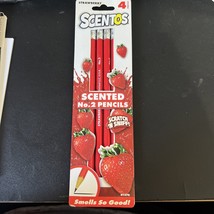 STRAWBERRY
4
SCENTOS
SCENTED
No.2 PENCILS
SCRATCH
'N SNIFF!
Smells So Good!